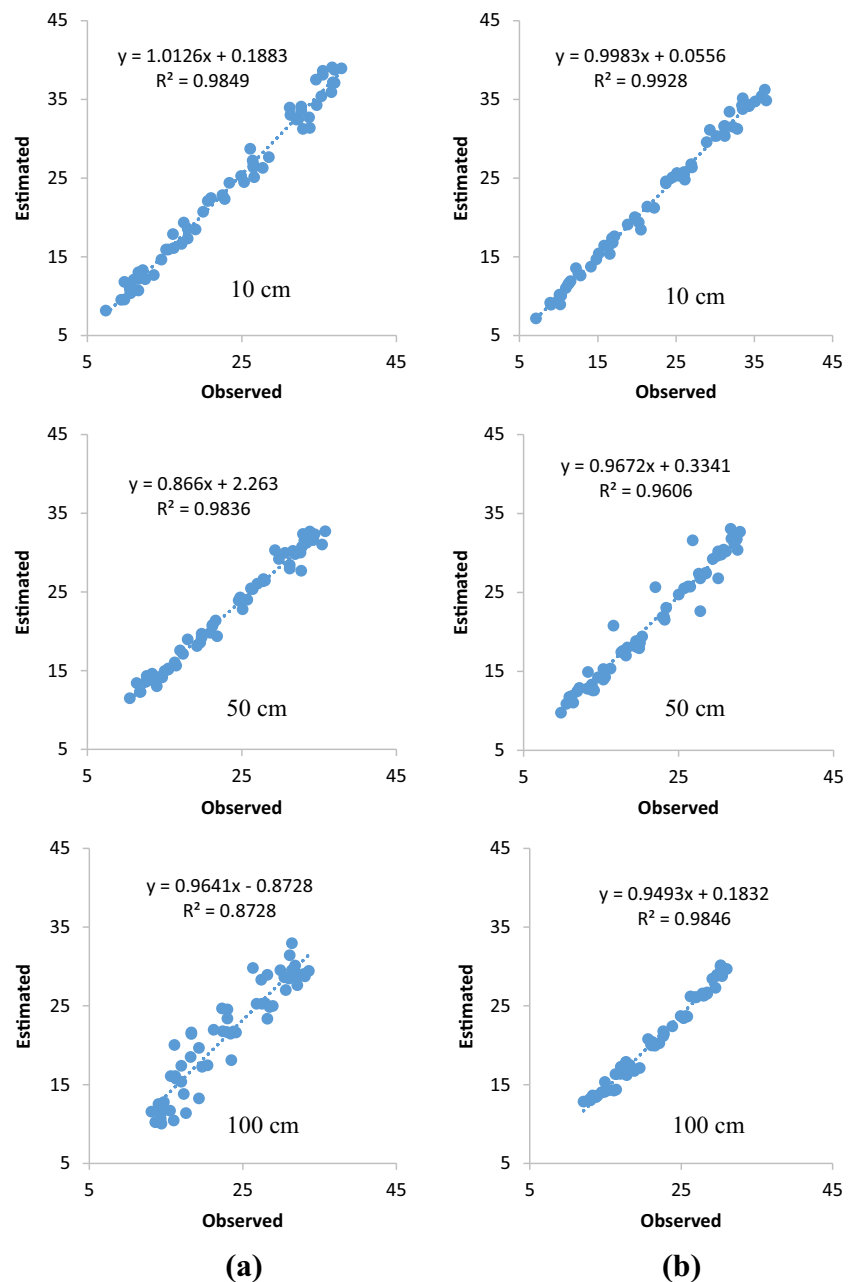 45
y = 1.0126x + 0.1883
R² = 0.9849
35
Estimated
25
15
10 cm
5
5 25 45
Observed
45
y = 0.9983x + 0.0556
R² = 0.9928
35
Estimated
25
15
10 cm
5
5 15 25 35 45
Observed
45
y = 0.866x + 2.263
R² = 0.9836
35
Estimated
25
15
50 cm
5
5 25 45
Observed
45
y = 0.9672x + 0.3341
R² = 0.9606
35
Estimated
25
15
50 cm
5
5 25 45
Observed
45
y = 0.9641x - 0.8728
R² = 0.8728
35
Estimated
25
15
100 cm
5
5 25 45
Observed
45
y = 0.9493x + 0.1832
R² = 0.9846
35
Estimated
25
15
100 cm
5
5 25 45
Observed
(a) (b)